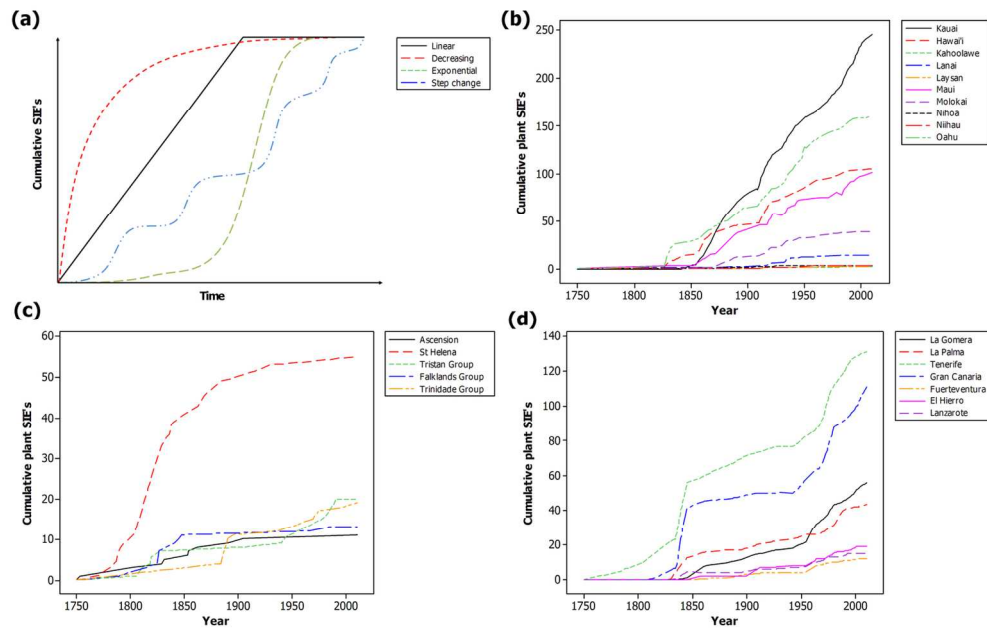 (a)
Cumulative SIE's
Time
Linear
Decreasing
Exponential
Step change
(b)
Cumulative plant SIE's
250
200
150
100
50
0
1750
1800
1850
1900
1950
2000
Year
Kauai
Hawai'i
Kahoolawe
Lanai
Laysan
Maui
Molokai
Nihoa
Niihau
Oahu
(c)
Cumulative plant SIE's
60
50
40
30
20
10
0
1750
1800
1850
1900
1950
2000
Year
Ascension
St Helena
Tristan Group
Falklands Group
Trinidade Group
(d)
Cumulative plant SIE's
140
120
100
80
60
40
20
0
1750
1800
1850
1900
1950
2000
Year
La Gomera
La Palma
Tenerife
Gran Canaria
Fuerteventura
El Hierro
Lanzarote